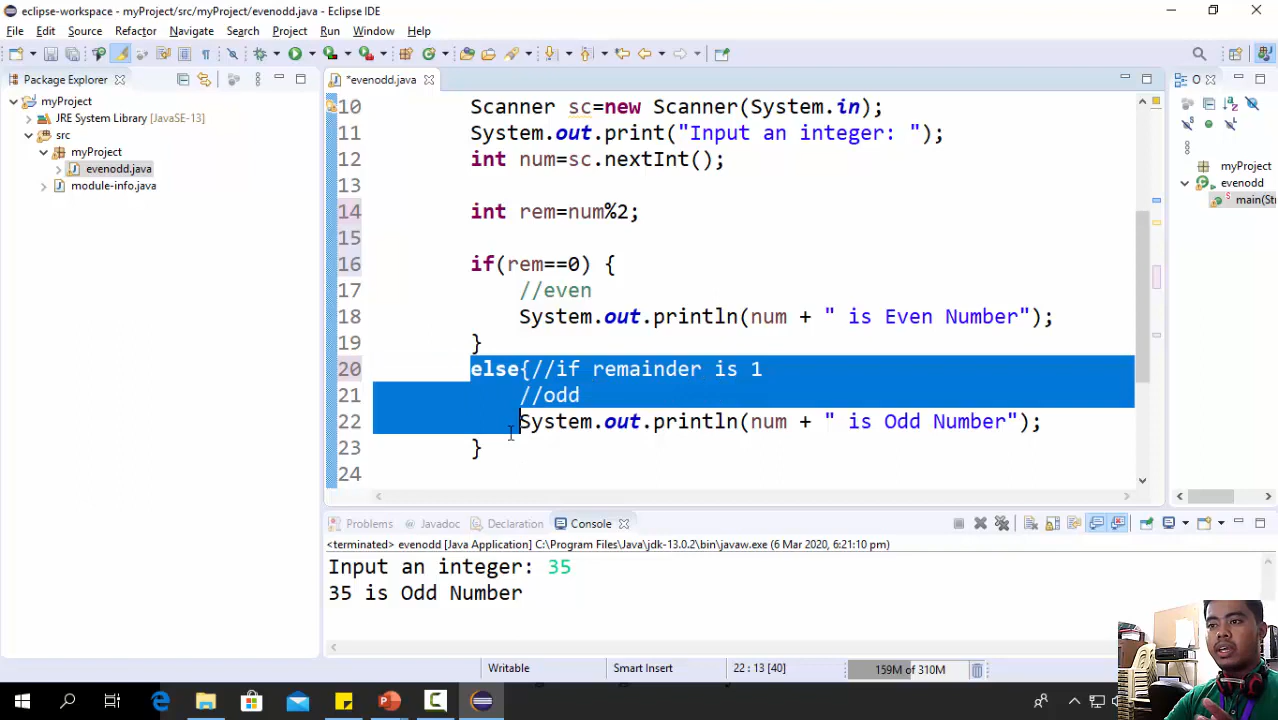 eclipse-workspace - myProject/src/myProject/evenodd.java - Eclipse IDE
File Edit Source Refactor Navigate Search Project Run Window Help
Package Explorer
myProject
JRE System Library [JavaSE-13]
src
myProject
evenodd.java
module-info.java
*evenodd.java
10 Scanner sc=new Scanner(System.in);
11 System.out.print("Input an integer: ");
12 int num=sc.nextInt();
13
14 int rem=num%2;
15
16 if(rem==0) {
17 //even
18 System.out.println(num + " is Even Number");
19 }
20 else{//if remainder is 1
21 //odd
22 System.out.println(num + " is Odd Number");
23 }
24
O
myProject
evenodd
main(St
Problems Javadoc Declaration Console
<terminated> evenodd [Java Application] C:\Program Files\Java\jdk-13.0.2\bin\javaw.exe (6 Mar 2020, 6:21:10 pm)
Input an integer: 35
35 is Odd Number
Writable Smart Insert 22 : 13 [40] 159M of 310M